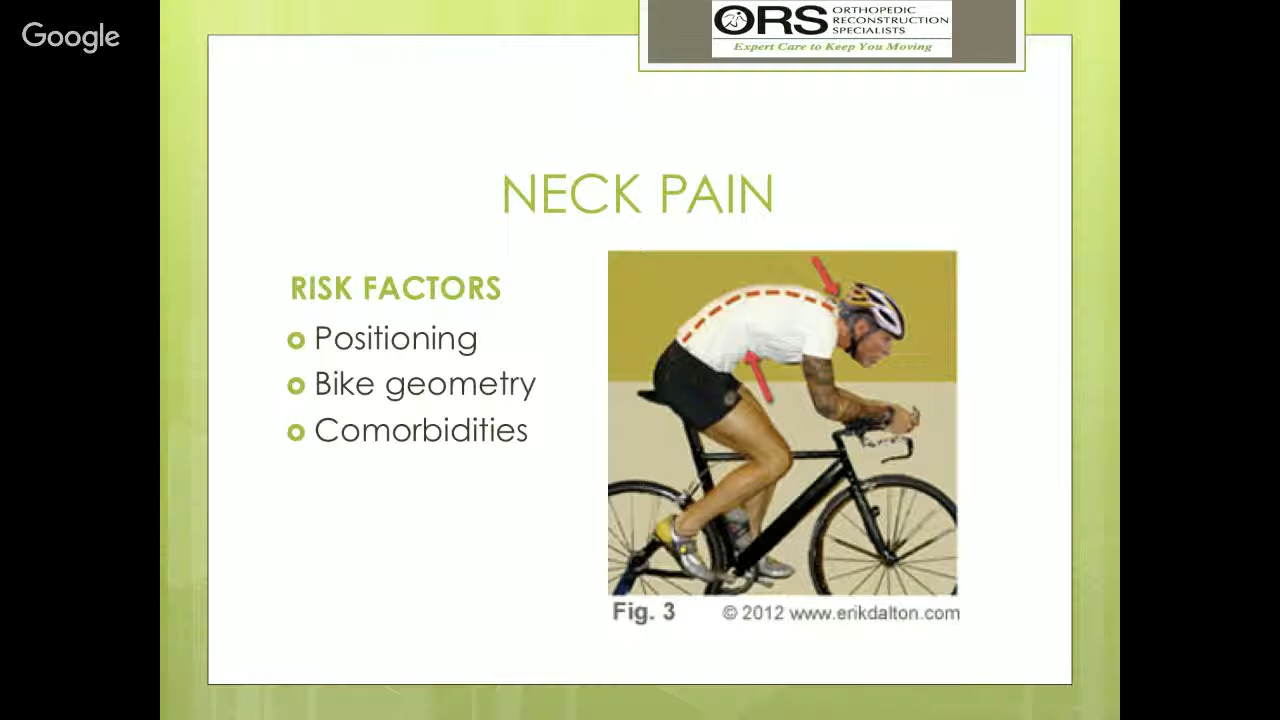 Google
ORS ORTHOPEDIC
RECONSTRUCTION
SPECIALISTS
Expert Care to Keep You Moving
NECK PAIN
RISK FACTORS
Positioning
Bike geometry
Comorbidities
Fig. 3 © 2012 www.erikdalton.com